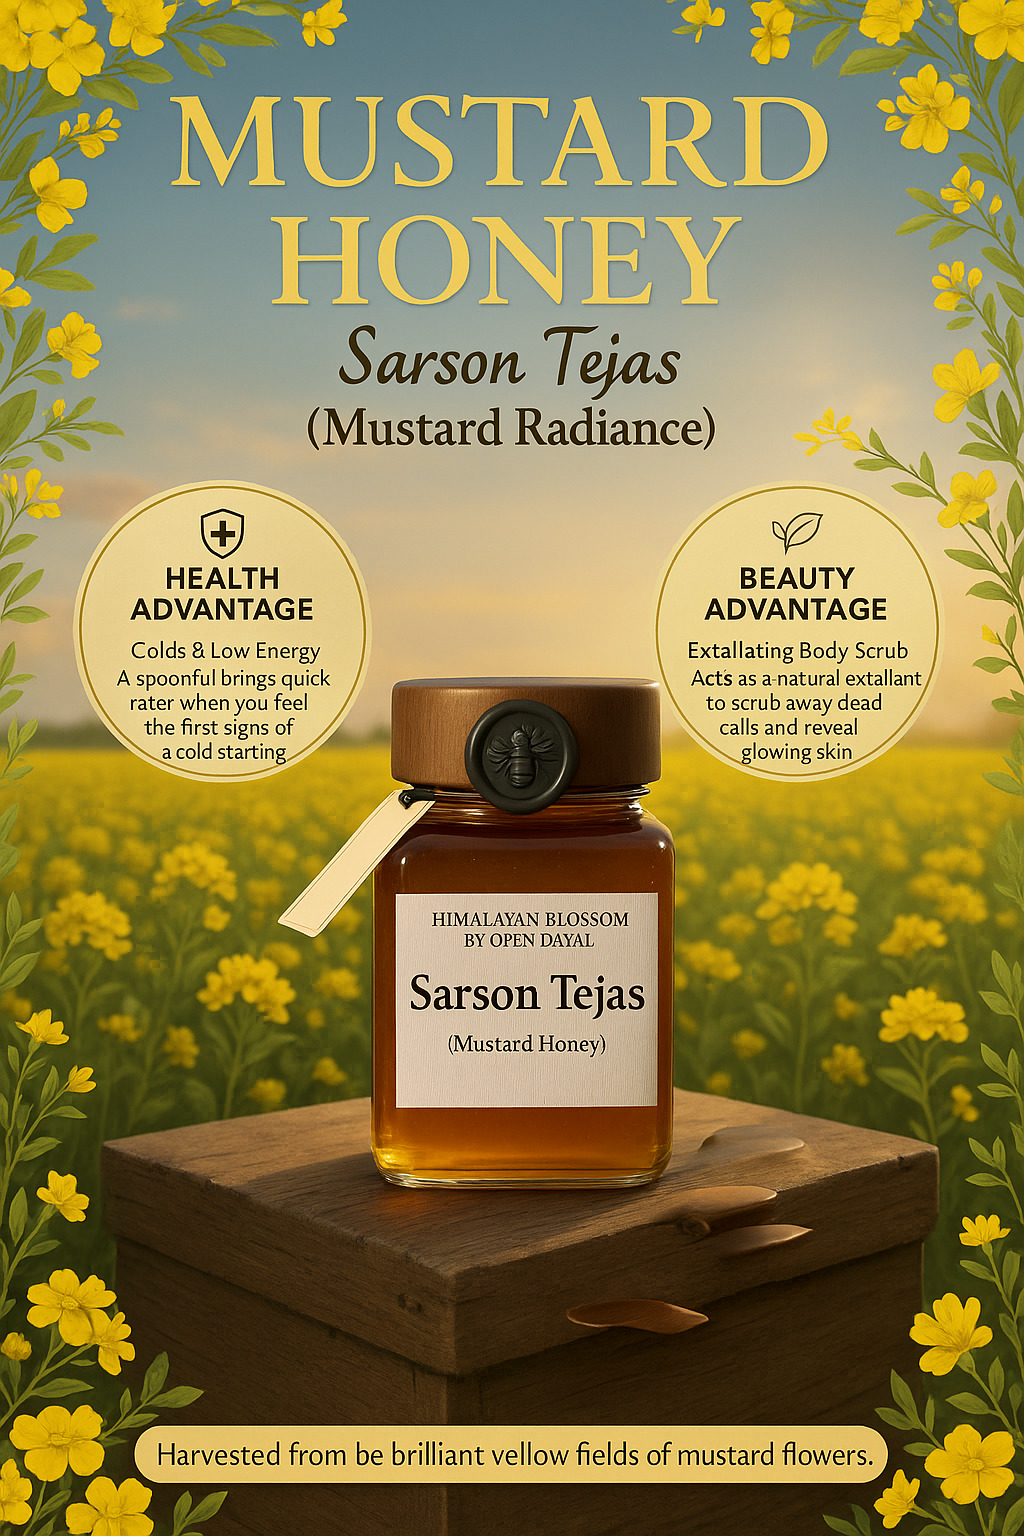 MUSTARD
HONEY
Sarson Tejas
(Mustard Radiance)
HEALTH
ADVANTAGE
Colds & Low Energy
A spoonful brings quick
rater when you feel
the first signs of
a cold starting
BEAUTY
ADVANTAGE
Extallating Body Scrub
Acts as a natural extallant
to scrub away dead
calls and reveal
glowing skin
HIMALAYAN BLOSSOM
BY OPEN DAYAL
Sarson Tejas
(Mustard Honey)
Harvested from be brilliant vellow fields of mustard flowers.